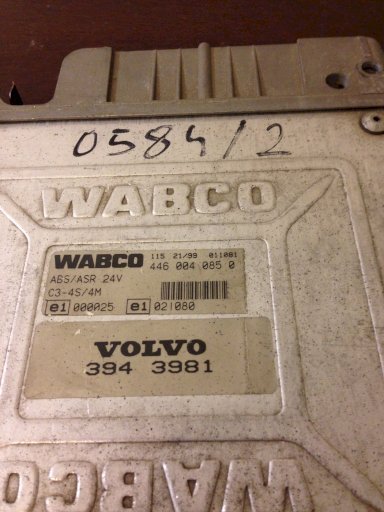 0584/2
WABCO
WABCO 115 21/99 011081
446 004 085 0
ABS/ASR 24V
C3-4S/4M
e1 000025 e1 021080
VOLVO
394 3981
WABCO